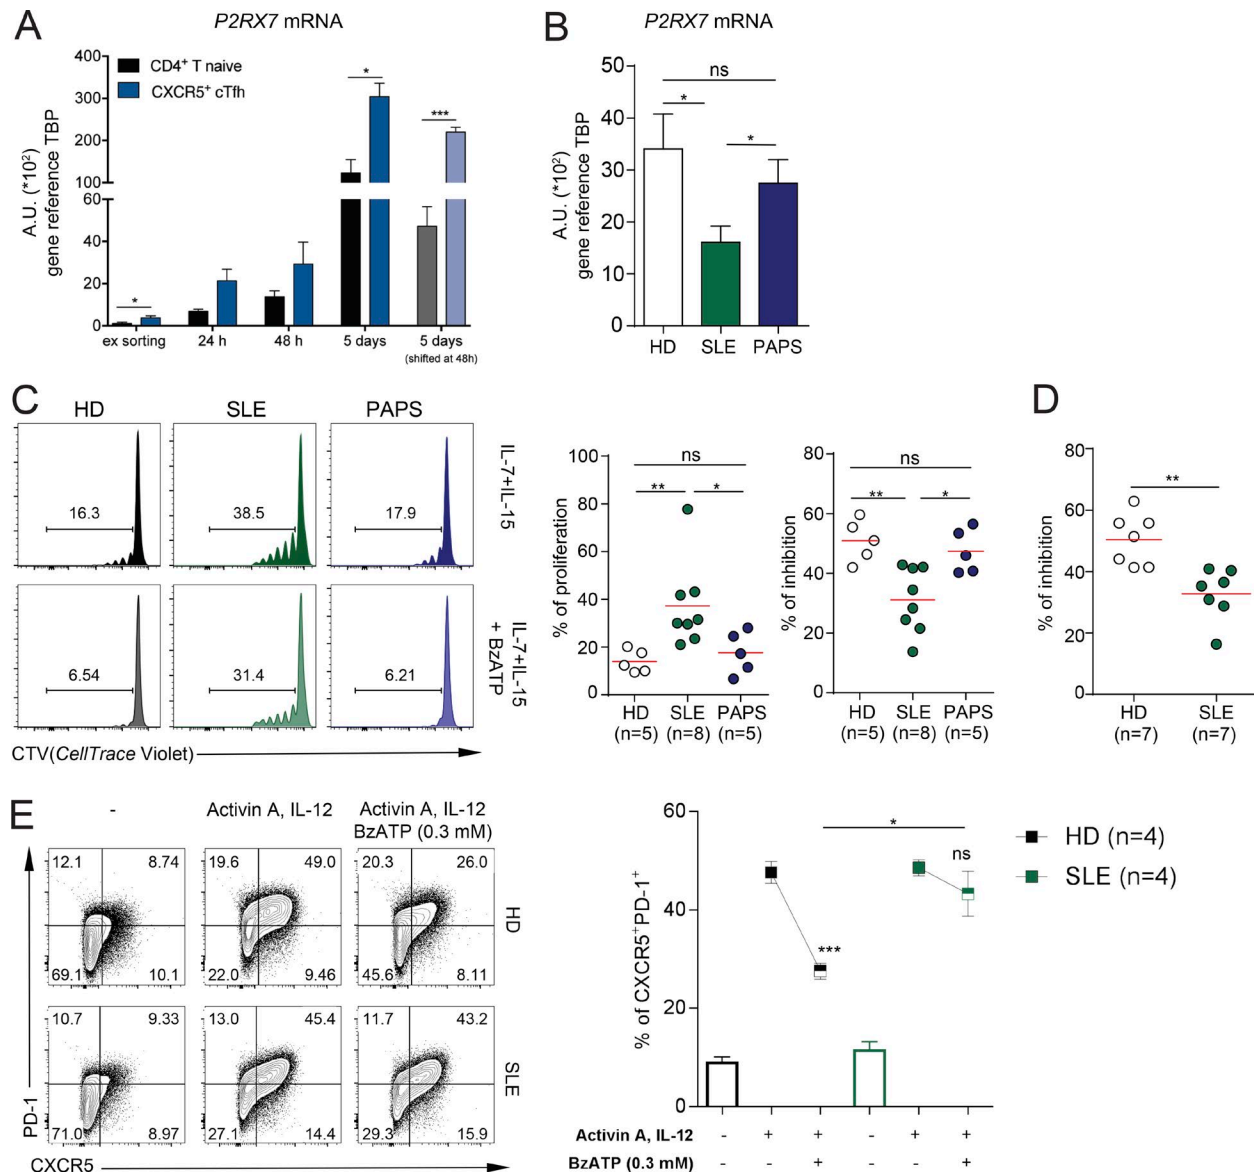 A
P2RX7 mRNA
A.U. (*10²)
gene reference TBP
400
300
200
100
60
40
20
0
CD4⁺ T naive
CXCR5⁺ cTfh
*
*
***
ex sorting
24 h
48 h
5 days
5 days
(shifted at 48h)
B
P2RX7 mRNA
A.U. (*10²)
gene reference TBP
50
40
30
20
10
0
ns
*
*
HD
SLE
PAPS
C
HD
SLE
PAPS
16.3
38.5
17.9
IL-7+IL-15
6.54
31.4
6.21
IL-7+IL-15
+ BzATP
CTV(CellTrace Violet)
% of proliferation
100
80
60
40
20
0
ns
**
*
HD
(n=5)
SLE
(n=8)
PAPS
(n=5)
% of inhibition
80
60
40
20
0
ns
**
*
HD
(n=5)
SLE
(n=8)
PAPS
(n=5)
D
% of inhibition
80
60
40
20
0
**
HD
(n=7)
SLE
(n=7)
E
-
Activin A, IL-12
Activin A, IL-12
BzATP (0.3 mM)
12.1
8.74
69.1
10.1
19.6
49.0
22.0
9.46
20.3
26.0
45.6
8.11
HD
10.7
9.33
71.0
8.97
13.0
45.4
27.1
14.4
11.7
43.2
29.3
15.9
SLE
PD-1
CXCR5
% of CXCR5⁺PD-1⁺
60
40
20
0
*
ns
***
HD (n=4)
SLE (n=4)
Activin A, IL-12
- + + - + +
BzATP (0.3 mM)
- - + - - +